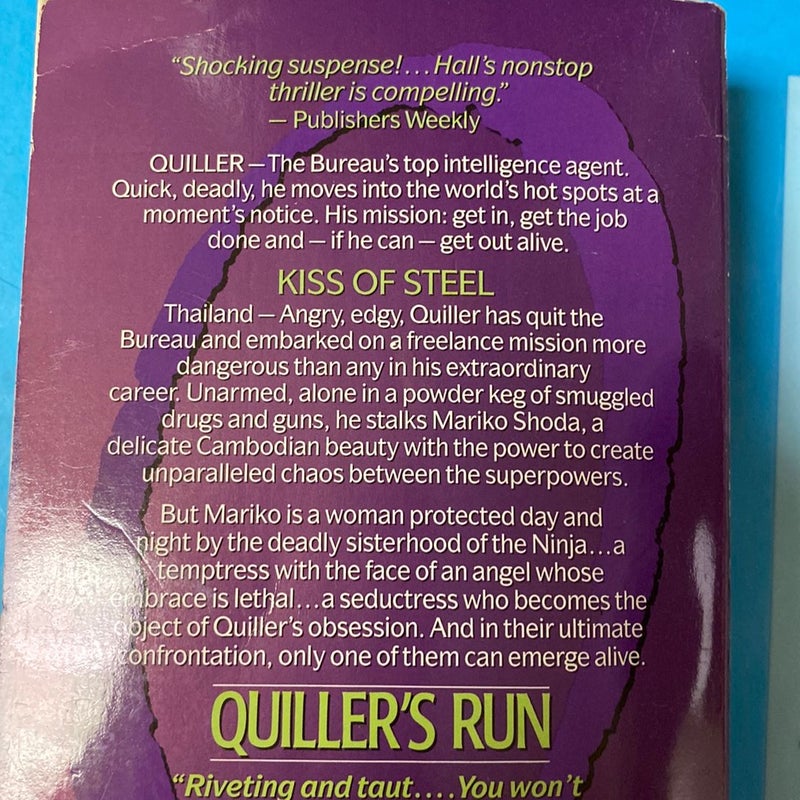 “Shocking suspense!...Hall’s nonstop
thriller is compelling.”
— Publishers Weekly
QUILLER — The Bureau’s top intelligence agent.
Quick, deadly, he moves into the world’s hot spots at a
moment’s notice. His mission: get in, get the job
done and — if he can — get out alive.
KISS OF STEEL
Thailand — Angry, edgy, Quiller has quit the
Bureau and embarked on a freelance mission more
dangerous than any in his extraordinary
career. Unarmed, alone in a powder keg of smuggled
drugs and guns, he stalks Mariko Shoda, a
delicate Cambodian beauty with the power to create
unparalleled chaos between the superpowers.
But Mariko is a woman protected day and
night by the deadly sisterhood of the Ninja...a
temptress with the face of an angel whose
embrace is lethal...a seductress who becomes the
object of Quiller’s obsession. And in their ultimate
confrontation, only one of them can emerge alive.
QUILLER’S RUN
“Riveting and taut....You won’t